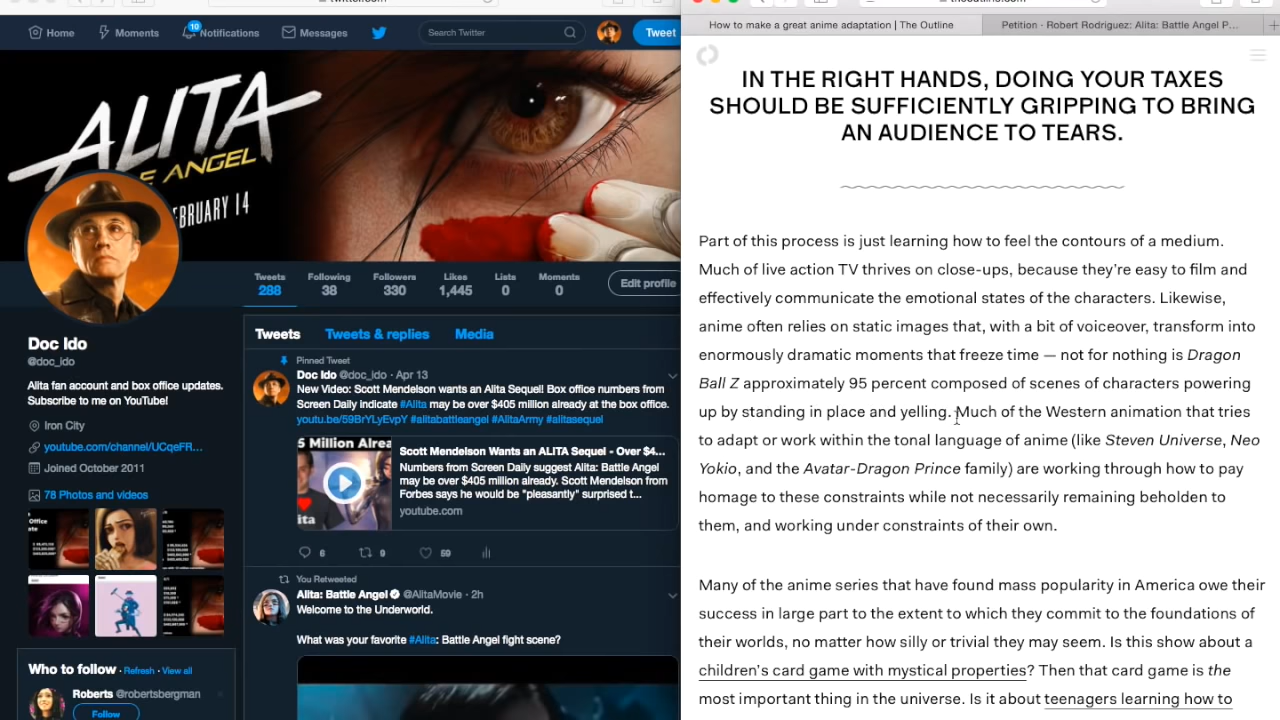 twitter.com
Home
Moments
10
Notifications
Messages
Search Twitter
Tweet
ALITA
E ANGEL
FEBRUARY 14
Tweets
288
Following
38
Followers
330
Likes
1,445
Lists
0
Moments
0
Edit profile
Doc Ido
@doc_ido
Alita fan account and box office updates.
Subscribe to me on YouTube!
Iron City
youtube.com/channel/UCqeFR...
Joined October 2011
78 Photos and videos
Who to follow · Refresh · View all
Roberts @robertsbergman
Follow
Tweets
Tweets & replies
Media
Pinned Tweet
Doc Ido @doc_ido · Apr 13
New Video: Scott Mendelson wants an Alita Sequel! Box office numbers from
Screen Daily indicate #Alita may be over $405 million already at the box office.
youtu.be/59BrYLyEvpY #alitabattleangel #AlitaArmy #alitasequel
5 Million Alrea
ita
Scott Mendelson Wants an ALITA Sequel - Over $4...
Numbers from Screen Daily suggest Alita: Battle Angel
may be over $405 million already. Scott Mendelson from
Forbes says he would be "pleasantly" surprised t...
youtube.com
6
9
59
You Retweeted
Alita: Battle Angel @AlitaMovie · 2h
Welcome to the Underworld.
What was your favorite #Alita: Battle Angel fight scene?
theoutline.com
How to make a great anime adaptation | The Outline
Petition · Robert Rodriguez: Alita: Battle Angel P...
IN THE RIGHT HANDS, DOING YOUR TAXES
SHOULD BE SUFFICIENTLY GRIPPING TO BRING
AN AUDIENCE TO TEARS.
Part of this process is just learning how to feel the contours of a medium.
Much of live action TV thrives on close-ups, because they're easy to film and
effectively communicate the emotional states of the characters. Likewise,
anime often relies on static images that, with a bit of voiceover, transform into
enormously dramatic moments that freeze time — not for nothing is Dragon
Ball Z approximately 95 percent composed of scenes of characters powering
up by standing in place and yelling. Much of the Western animation that tries
to adapt or work within the tonal language of anime (like Steven Universe, Neo
Yokio, and the Avatar-Dragon Prince family) are working through how to pay
homage to these constraints while not necessarily remaining beholden to
them, and working under constraints of their own.
Many of the anime series that have found mass popularity in America owe their
success in large part to the extent to which they commit to the foundations of
their worlds, no matter how silly or trivial they may seem. Is this show about a
children's card game with mystical properties? Then that card game is the
most important thing in the universe. Is it about teenagers learning how to